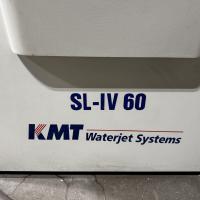 SL-IV 60
KMT Waterjet Systems